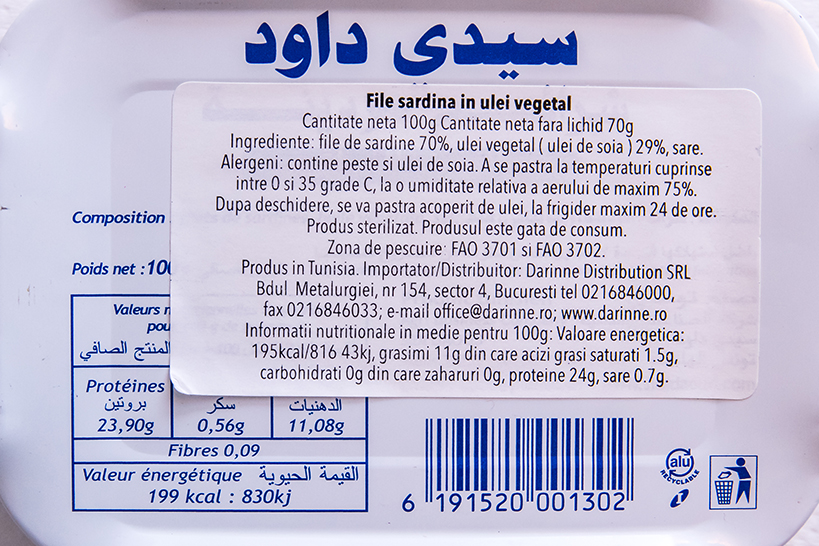 سيدي داود
File sardina in ulei vegetal
Cantitate neta 100g Cantitate neta fara lichid 70g
Ingrediente: file de sardine 70%, ulei vegetal ( ulei de soia ) 29%, sare.
Alergeni: contine peste si ulei de soia. A se pastra la temperaturi cuprinse
intre 0 si 35 grade C, la o umiditate relativa a aerului de maxim 75%.
Dupa deschidere, se va pastra acoperit de ulei, la frigider maxim 24 de ore.
Produs sterilizat. Produsul este gata de consum.
Zona de pescuire: FAO 3701 si FAO 3702.
Produs in Tunisia. Importator/Distribuitor: Darinne Distribution SRL
Bdul Metalurgiei, nr 154, sector 4, Bucuresti tel 0216846000,
fax 0216846033; e-mail office@darinne.ro; www.darinne.ro
Informatii nutritionale in medie pentru 100g: Valoare energetica:
195kcal/816 43kj, grasimi 11g din care acizi grasi saturati 1.5g,
carbohidrati 0g din care zaharuri 0g, proteine 24g, sare 0.7g.
Composition
Poids net : 100
Valeurs n
pou
المنتج الصافي
Protéines
بروتين سكر الدهنيات
23,90g 0,56g 11,08g
Fibres 0,09
Valeur énergétique القيمة الحيوية
199 kcal : 830kj
6 191520 001302
alu
RECYCLABLE